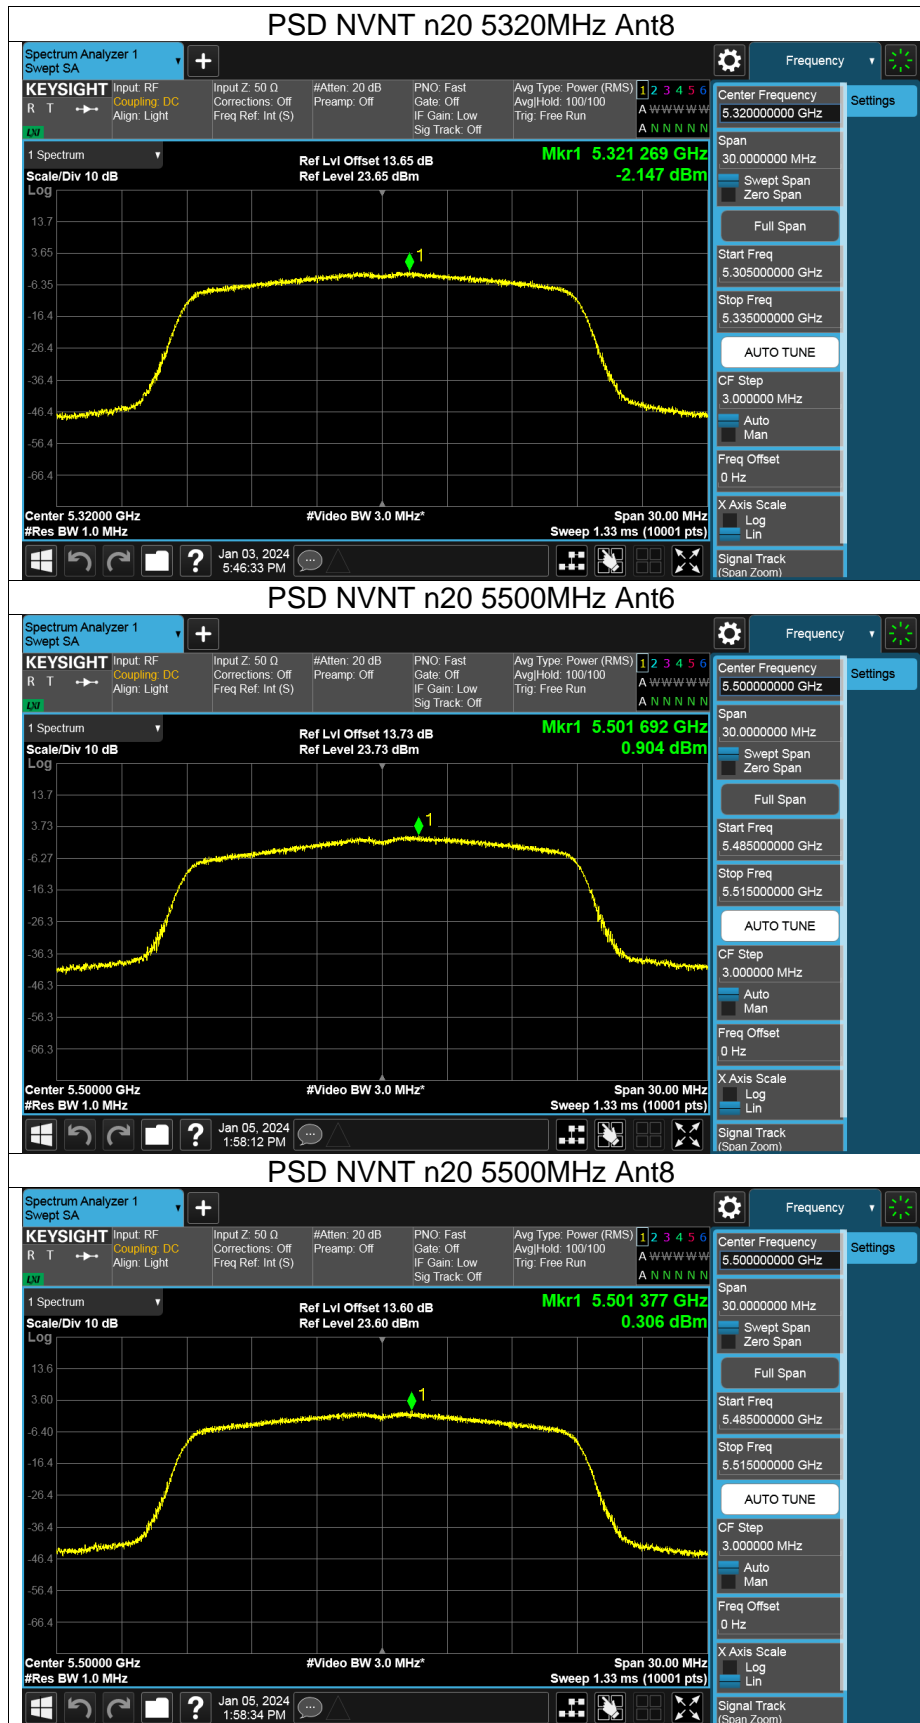 PSD NVNT n20 5320MHz Ant8
Spectrum Analyzer 1
Swept SA
+
Frequency
KEYSIGHT
R T
LXI
Input: RF
Coupling: DC
Align: Light
Input Z: 50 Ω
Corrections: Off
Freq Ref: Int (S)
#Atten: 20 dB
Preamp: Off
PNO: Fast
Gate: Off
IF Gain: Low
Sig Track: Off
Avg Type: Power (RMS)
Avg|Hold: 100/100
Trig: Free Run
1 2 3 4 5 6
A W W W W W
A N N N N N
Center Frequency
5.320000000 GHz
Settings
Span
30.0000000 MHz
Swept Span
Zero Span
Full Span
Start Freq
5.305000000 GHz
Stop Freq
5.335000000 GHz
AUTO TUNE
CF Step
3.000000 MHz
Auto
Man
Freq Offset
0 Hz
X Axis Scale
Log
Lin
Signal Track
(Span Zoom)
1 Spectrum
Scale/Div 10 dB
Log
Ref Lvl Offset 13.65 dB
Ref Level 23.65 dBm
Mkr1 5.321 269 GHz
-2.147 dBm
1
13.7
3.65
-6.35
-16.4
-26.4
-36.4
-46.4
-56.4
-66.4
Center 5.32000 GHz
#Res BW 1.0 MHz
#Video BW 3.0 MHz*
Span 30.00 MHz
Sweep 1.33 ms (10001 pts)
?
Jan 03, 2024
5:46:33 PM
PSD NVNT n20 5500MHz Ant6
Spectrum Analyzer 1
Swept SA
+
Frequency
KEYSIGHT
R T
LXI
Input: RF
Coupling: DC
Align: Light
Input Z: 50 Ω
Corrections: Off
Freq Ref: Int (S)
#Atten: 20 dB
Preamp: Off
PNO: Fast
Gate: Off
IF Gain: Low
Sig Track: Off
Avg Type: Power (RMS)
Avg|Hold: 100/100
Trig: Free Run
1 2 3 4 5 6
A W W W W W
A N N N N N
Center Frequency
5.500000000 GHz
Settings
Span
30.0000000 MHz
Swept Span
Zero Span
Full Span
Start Freq
5.485000000 GHz
Stop Freq
5.515000000 GHz
AUTO TUNE
CF Step
3.000000 MHz
Auto
Man
Freq Offset
0 Hz
X Axis Scale
Log
Lin
Signal Track
(Span Zoom)
1 Spectrum
Scale/Div 10 dB
Log
Ref Lvl Offset 13.73 dB
Ref Level 23.73 dBm
Mkr1 5.501 692 GHz
0.904 dBm
1
13.7
3.73
-6.27
-16.3
-26.3
-36.3
-46.3
-56.3
-66.3
Center 5.50000 GHz
#Res BW 1.0 MHz
#Video BW 3.0 MHz*
Span 30.00 MHz
Sweep 1.33 ms (10001 pts)
?
Jan 05, 2024
1:58:12 PM
PSD NVNT n20 5500MHz Ant8
Spectrum Analyzer 1
Swept SA
+
Frequency
KEYSIGHT
R T
LXI
Input: RF
Coupling: DC
Align: Light
Input Z: 50 Ω
Corrections: Off
Freq Ref: Int (S)
#Atten: 20 dB
Preamp: Off
PNO: Fast
Gate: Off
IF Gain: Low
Sig Track: Off
Avg Type: Power (RMS)
Avg|Hold: 100/100
Trig: Free Run
1 2 3 4 5 6
A W W W W W
A N N N N N
Center Frequency
5.500000000 GHz
Settings
Span
30.0000000 MHz
Swept Span
Zero Span
Full Span
Start Freq
5.485000000 GHz
Stop Freq
5.515000000 GHz
AUTO TUNE
CF Step
3.000000 MHz
Auto
Man
Freq Offset
0 Hz
X Axis Scale
Log
Lin
Signal Track
(Span Zoom)
1 Spectrum
Scale/Div 10 dB
Log
Ref Lvl Offset 13.60 dB
Ref Level 23.60 dBm
Mkr1 5.501 377 GHz
0.306 dBm
1
13.6
3.60
-6.40
-16.4
-26.4
-36.4
-46.4
-56.4
-66.4
Center 5.50000 GHz
#Res BW 1.0 MHz
#Video BW 3.0 MHz*
Span 30.00 MHz
Sweep 1.33 ms (10001 pts)
?
Jan 05, 2024
1:58:34 PM